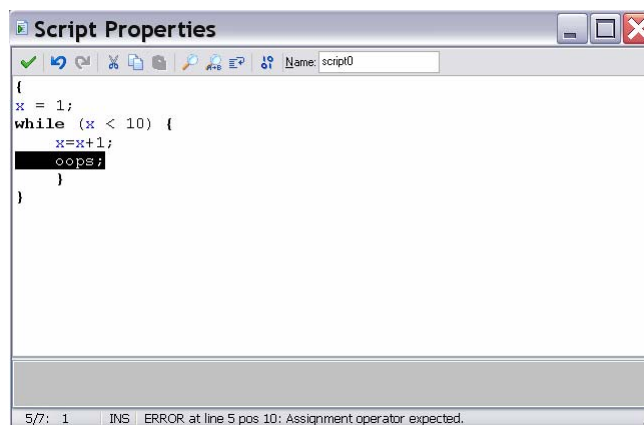 Script Properties
Name: script0
{
x = 1;
while (x < 10) {
x=x+1;
oops;
}
}
5/7: 1 INS ERROR at line 5 pos 10: Assignment operator expected.